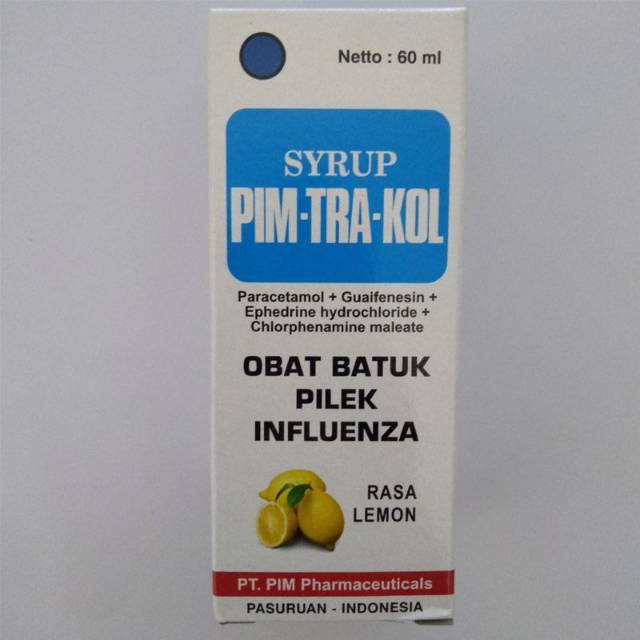 Netto : 60 ml
SYRUP
PIM-TRA-KOL
Paracetamol + Guaifenesin +
Ephedrine hydrochloride +
Chlorphenamine maleate
OBAT BATUK
PILEK
INFLUENZA
RASA
LEMON
PT. PIM Pharmaceuticals
PASURUAN - INDONESIA